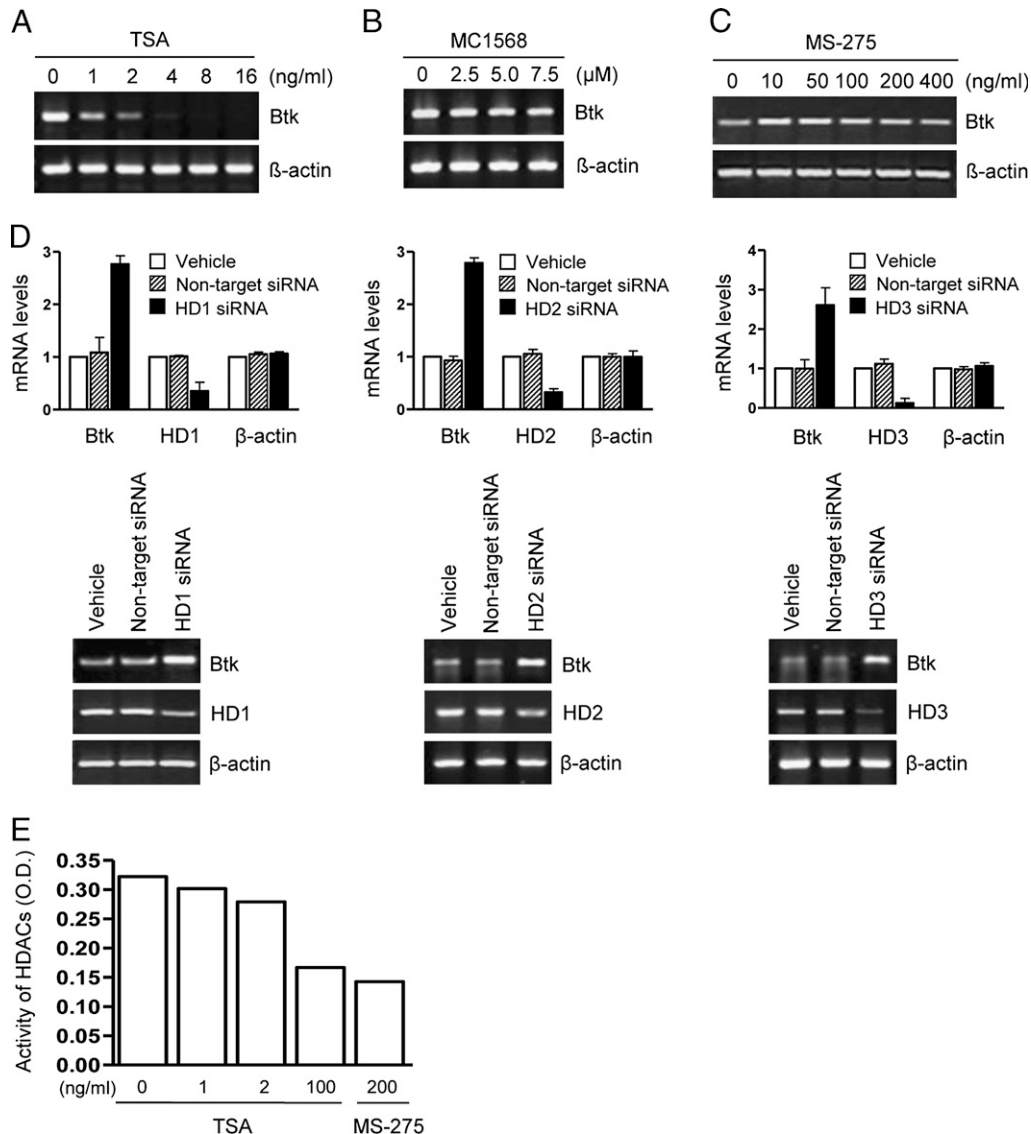 A
TSA
0 1 2 4 8 16 (ng/ml)
Btk
ß-actin
B
MC1568
0 2.5 5.0 7.5 (µM)
Btk
ß-actin
C
MS-275
0 10 50 100 200 400 (ng/ml)
Btk
ß-actin
D
mRNA levels
3
2
1
0
Vehicle
Non-target siRNA
HD1 siRNA
Btk HD1 β-actin
mRNA levels
3
2
1
0
Vehicle
Non-target siRNA
HD2 siRNA
Btk HD2 β-actin
mRNA levels
4
3
2
1
0
Vehicle
Non-target siRNA
HD3 siRNA
Btk HD3 β-actin
Vehicle
Non-target siRNA
HD1 siRNA
Btk
HD1
β-actin
Vehicle
Non-target siRNA
HD2 siRNA
Btk
HD2
β-actin
Vehicle
Non-target siRNA
HD3 siRNA
Btk
HD3
β-actin
E
Activity of HDACs (O.D.)
0.35
0.30
0.25
0.20
0.15
0.10
0.05
0.00
(ng/ml) 0 1 2 100 200
TSA MS-275